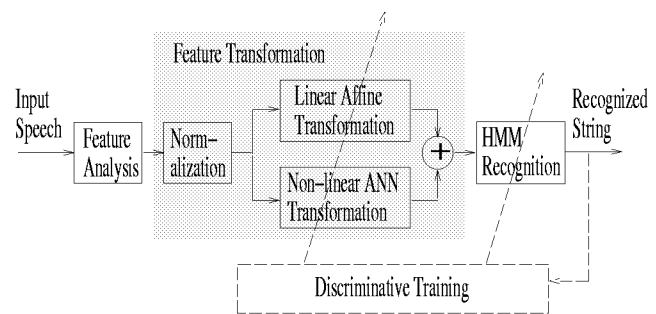 Feature Transformation
Input
Speech
Feature
Analysis
Norm-
alization
Linear Affine
Transformation
Non-linear ANN
Transformation
+
HMM
Recognition
Recognized
String
Discriminative Training